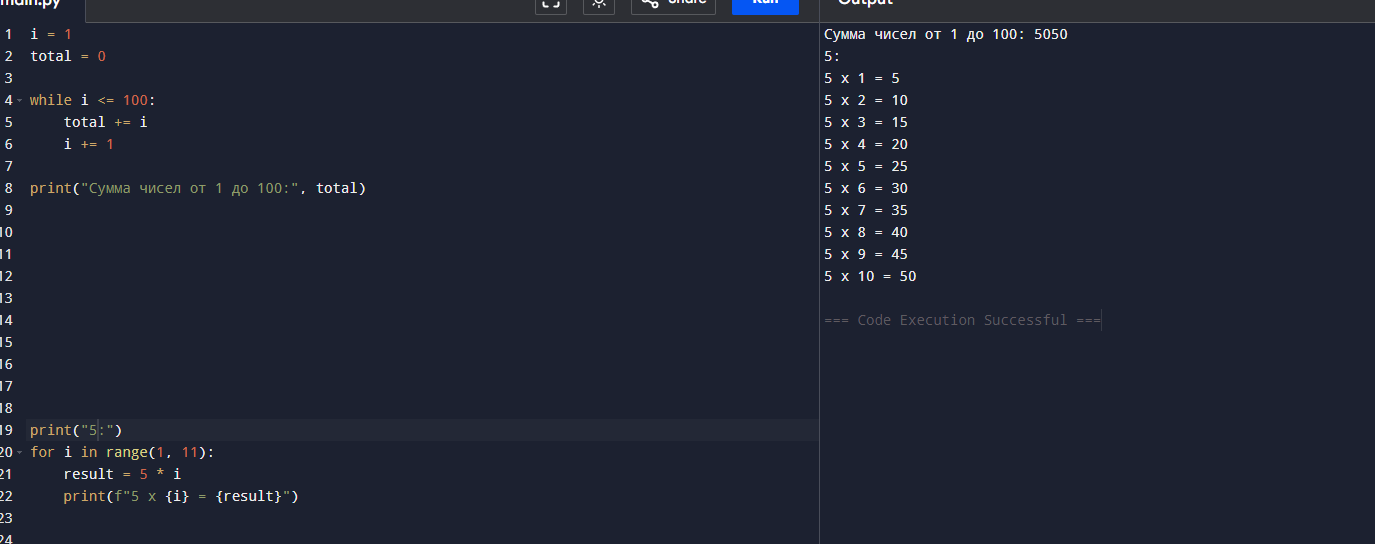 main.py
Share
Run
Output
1 i = 1
2 total = 0
3
4 while i <= 100:
5 total += i
6 i += 1
7
8 print("Сумма чисел от 1 до 100:", total)
9
10
11
12
13
14
15
16
17
18
19 print("5:")
20 for i in range(1, 11):
21 result = 5 * i
22 print(f"5 x {i} = {result}")
23
24
Сумма чисел от 1 до 100: 5050
5:
5 x 1 = 5
5 x 2 = 10
5 x 3 = 15
5 x 4 = 20
5 x 5 = 25
5 x 6 = 30
5 x 7 = 35
5 x 8 = 40
5 x 9 = 45
5 x 10 = 50
=== Code Execution Successful ===